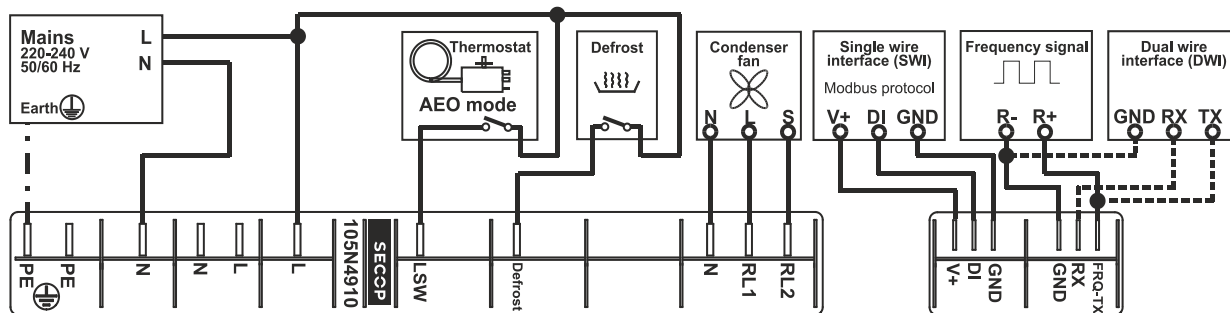 Mains
220-240 V
50/60 Hz
L
N
Earth
Thermostat
AEO mode
Defrost
Condenser
fan
N L S
Single wire
interface (SWI)
Modbus protocol
V+ DI GND
Frequency signal
R- R+
Dual wire
interface (DWI)
GND RX TX
PE
PE
N
N
L
L
105N4910
SECOP
LSW
Defrost
N
RL1
RL2
V+
DI
GND
GND
RX
FRQ-TX